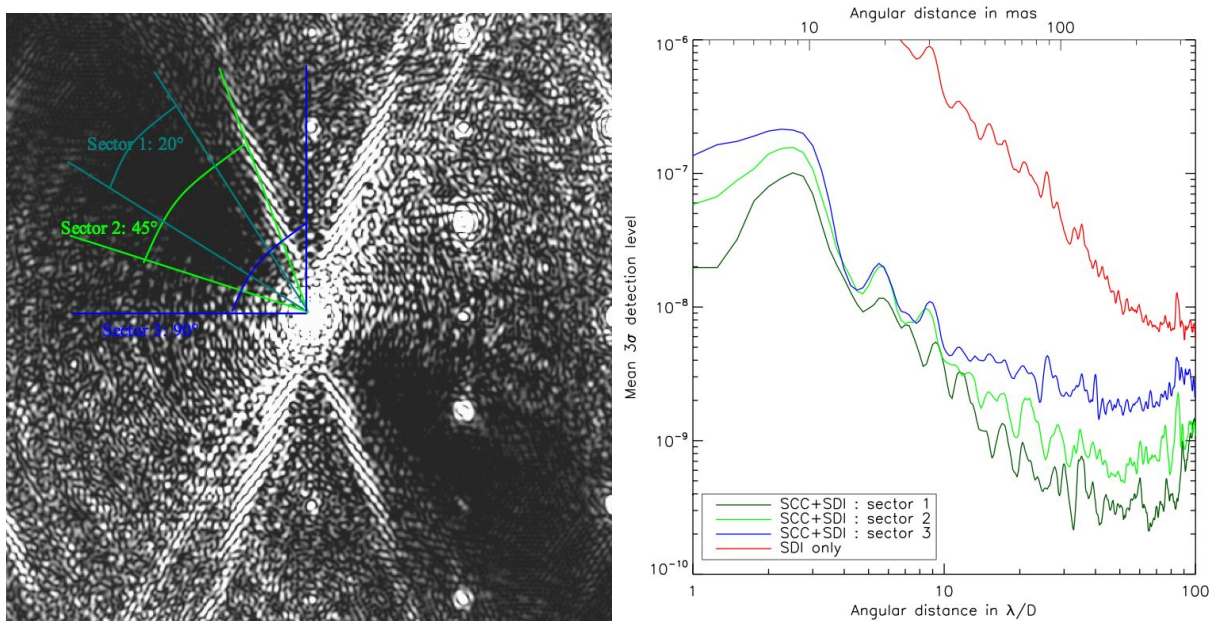 Sector 1: 20°
Sector 2: 45°
Sector 3: 90°
Angular distance in mas
10
100
10⁻⁶
10⁻⁷
10⁻⁸
10⁻⁹
10⁻¹⁰
Mean 3σ detection level
SCC+SDI : sector 1
SCC+SDI : sector 2
SCC+SDI : sector 3
SDI only
1
10
100
Angular distance in λ/D